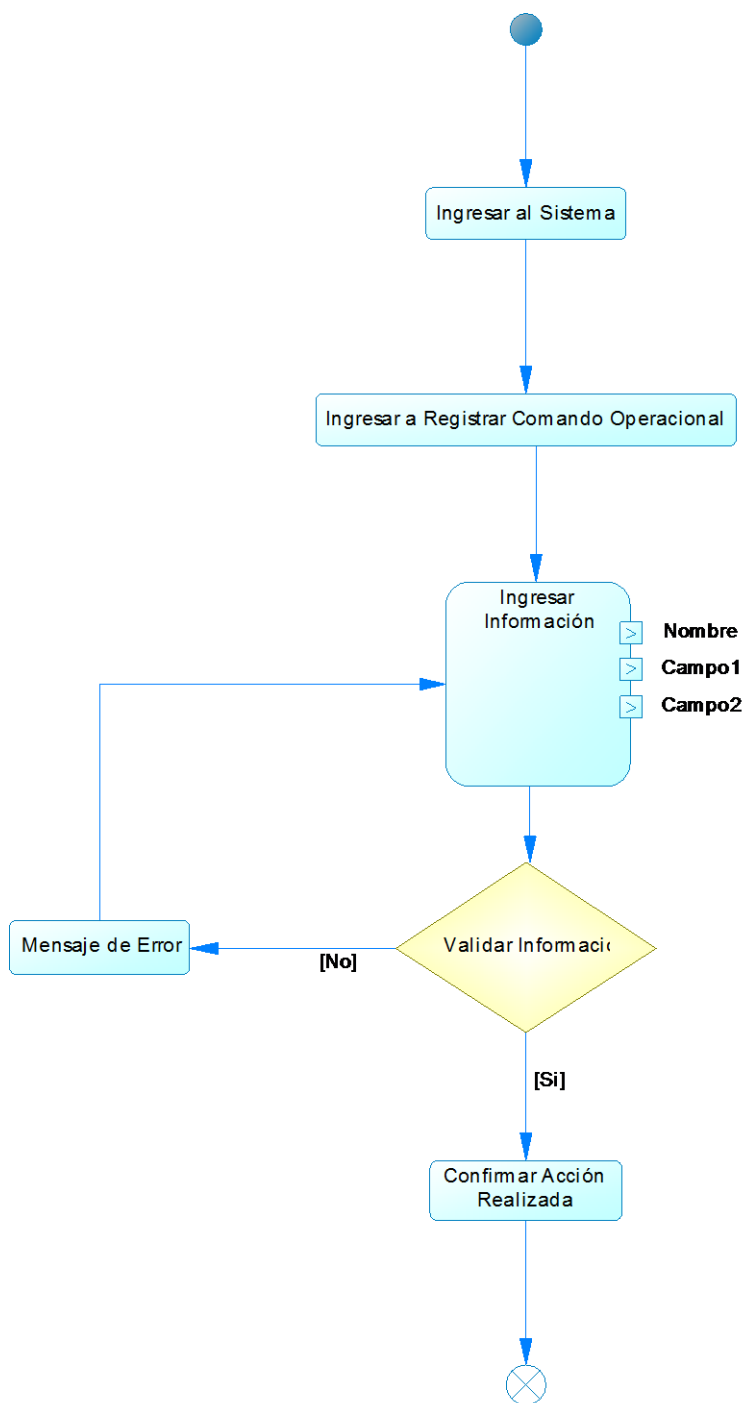 Ingresar al Sistema
Ingresar a Registrar Comando Operacional
Ingresar
Información
Nombre
Campo1
Campo2
Validar Informació
Mensaje de Error
[No]
[Si]
Confirmar Acción
Realizada